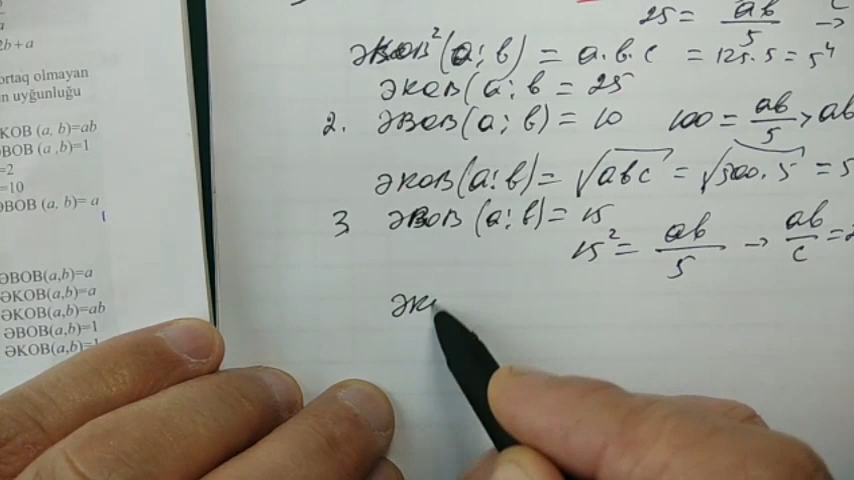 2b + a
ortaq olmayan
n uyğunluğu
ƏKOB (a, b)=ab
ƏBOB (a ,b)=1
=2
=10
ƏBOB (a, b)= a
ƏBOB(a,b)=a
ƏKOB(a,b)=a
ƏKOB(a,b)=ab
ƏBOB(a,b)=1
ƏKOB(a,b)=1
25 = ab/5 →
ƏKOB²(a; b) = a.b.c = 125.5 = 5⁴
ƏKOB(a; b = 25
2. ƏBOB(a; b) = 10 100 = ab/5 > ab
ƏKOB(a; b) = √abc = √500.5 = 5
3 ƏBOB(a; b) = 15
15² = ab/5 → ab/c =
ƏK